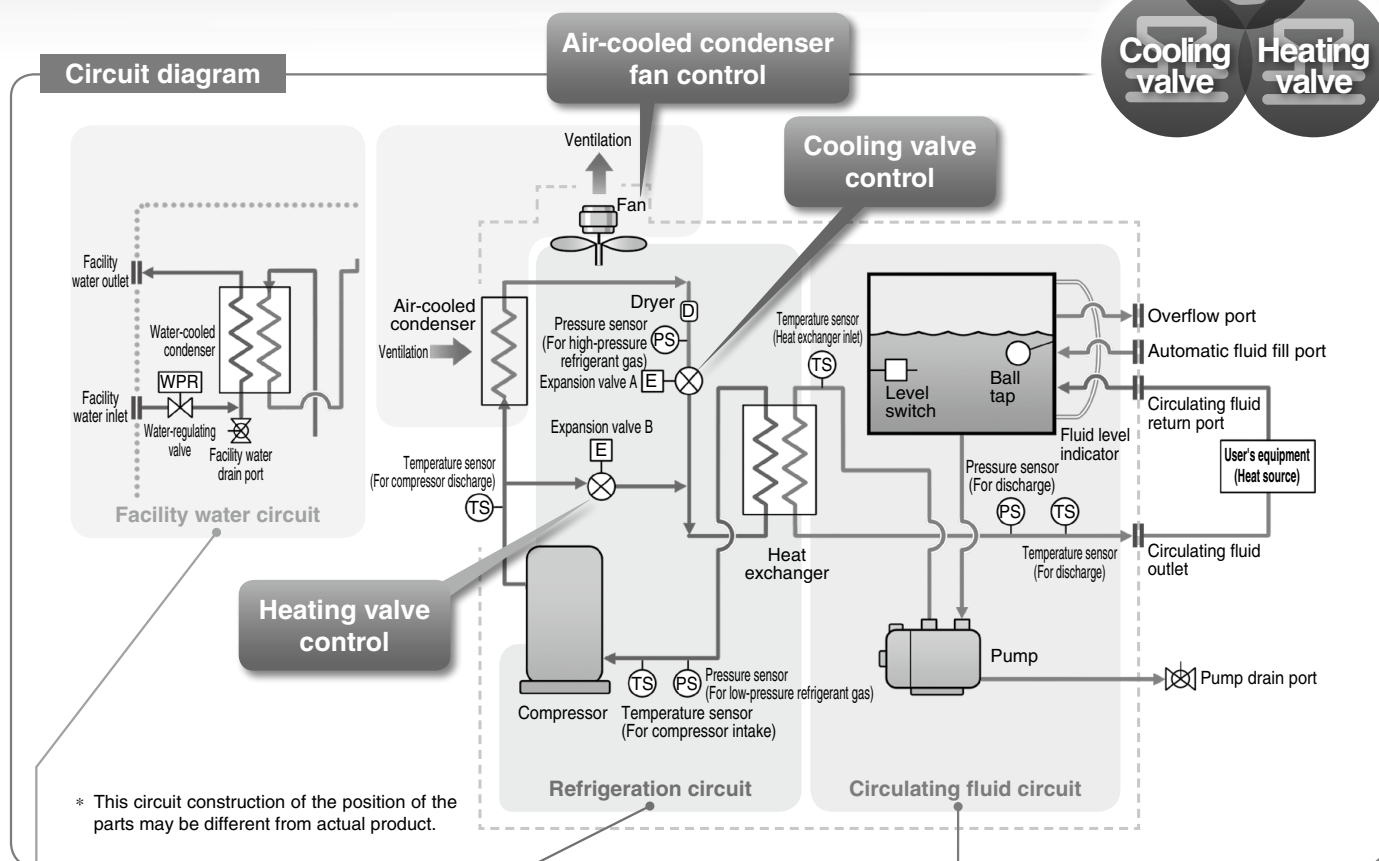 Circuit diagram
Air-cooled condenser
fan control
Cooling
valve
Heating
valve
Ventilation
Cooling valve
control
Fan
Facility
water outlet
Water-cooled
condenser
WPR
Facility
water inlet
Water-regulating
valve
Facility water
drain port
Facility water circuit
Air-cooled
condenser
Ventilation
Dryer
D
Pressure sensor
(For high-pressure
refrigerant gas)
PS
Expansion valve A
E
Expansion valve B
E
Temperature sensor
(For compressor discharge)
TS
Temperature sensor
(Heat exchanger inlet)
TS
Level
switch
Ball
tap
Overflow port
Automatic fluid fill port
Circulating fluid
return port
Fluid level
indicator
User's equipment
(Heat source)
Pressure sensor
(For discharge)
PS
TS
Temperature sensor
(For discharge)
Circulating fluid
outlet
Heat
exchanger
Heating valve
control
Compressor
TS
PS
Pressure sensor
(For low-pressure refrigerant gas)
Temperature sensor
(For compressor intake)
Pump
Pump drain port
Refrigeration circuit
Circulating fluid circuit
* This circuit construction of the position of the
parts may be different from actual product.